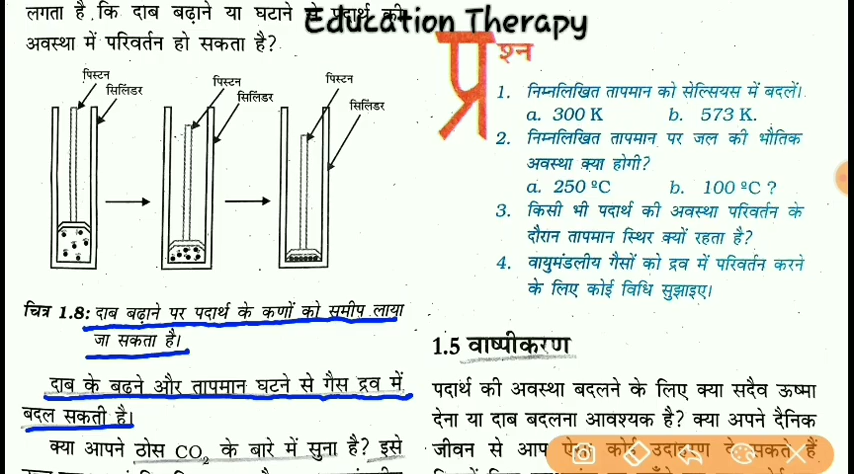 लगता है कि दाब बढ़ाने या घटाने से पदार्थ की
अवस्था में परिवर्तन हो सकता है?
पिस्टन
सिलिंडर
पिस्टन
सिलिंडर
पिस्टन
सिलिंडर
चित्र 1.8: दाब बढ़ाने पर पदार्थ के कणों को समीप लाया
जा सकता है।
दाब के बढ़ने और तापमान घटने से गैस द्रव में
बदल सकती है।
क्या आपने ठोस CO₂ के बारे में सुना है? इसे
Education Therapy
प्रश्न
1. निम्नलिखित तापमान को सेल्सियस में बदलें।
a. 300 K b. 573 K.
2. निम्नलिखित तापमान पर जल की भौतिक
अवस्था क्या होगी?
a. 250 ºC b. 100 ºC ?
3. किसी भी पदार्थ की अवस्था परिवर्तन के
दौरान तापमान स्थिर क्यों रहता है?
4. वायुमंडलीय गैसों को द्रव में परिवर्तन करने
के लिए कोई विधि सुझाइए।
1.5 वाष्पीकरण
पदार्थ की अवस्था बदलने के लिए क्या सदैव ऊष्मा
देना या दाब बदलना आवश्यक है? क्या अपने दैनिक
जीवन से आप ऐसा कोई उदाहरण दे सकते हैं